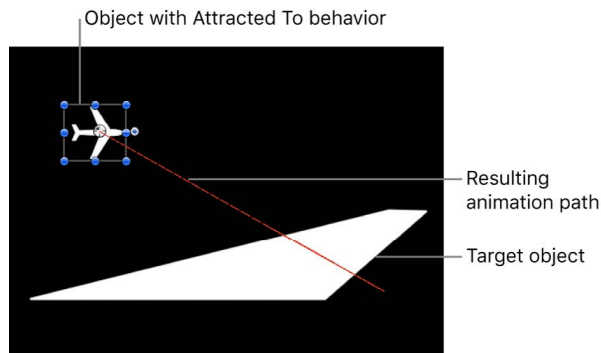 Object with Attracted To behavior
Resulting
animation path
Target object